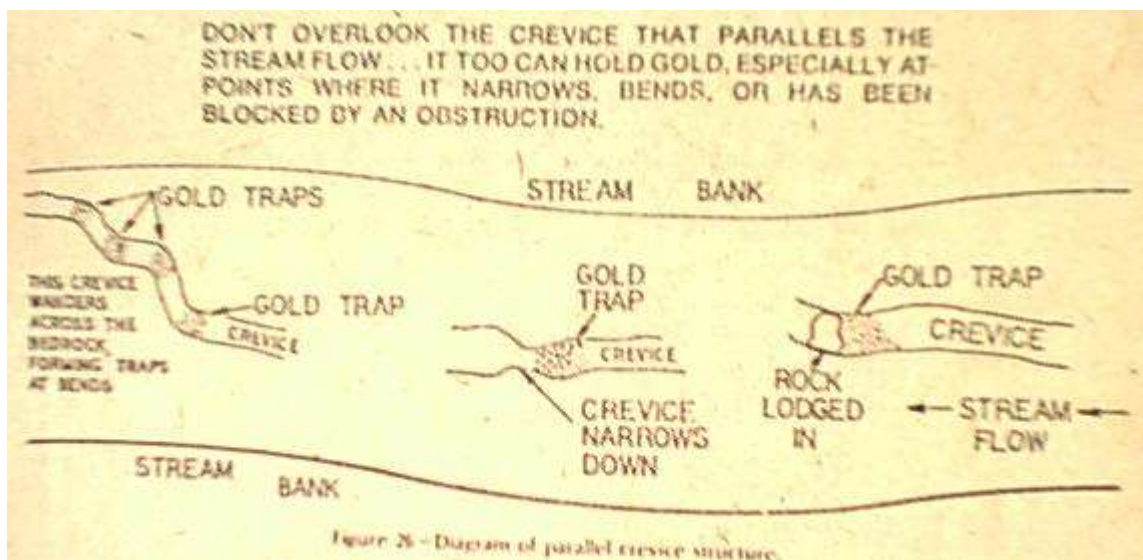 DON'T OVERLOOK THE CREVICE THAT PARALLELS THE
STREAM FLOW . . . IT TOO CAN HOLD GOLD, ESPECIALLY AT
POINTS WHERE IT NARROWS, BENDS, OR HAS BEEN
BLOCKED BY AN OBSTRUCTION.
STREAM BANK
GOLD TRAPS
THIS CREVICE
WANDERS
ACROSS THE
BEDROCK,
FORMING TRAPS
AT BENDS
GOLD TRAP
CREVICE
GOLD
TRAP
CREVICE
CREVICE
NARROWS
DOWN
GOLD TRAP
CREVICE
ROCK
LODGED
IN
STREAM
FLOW
STREAM
BANK
Figure 26 – Diagram of parallel crevice structure.